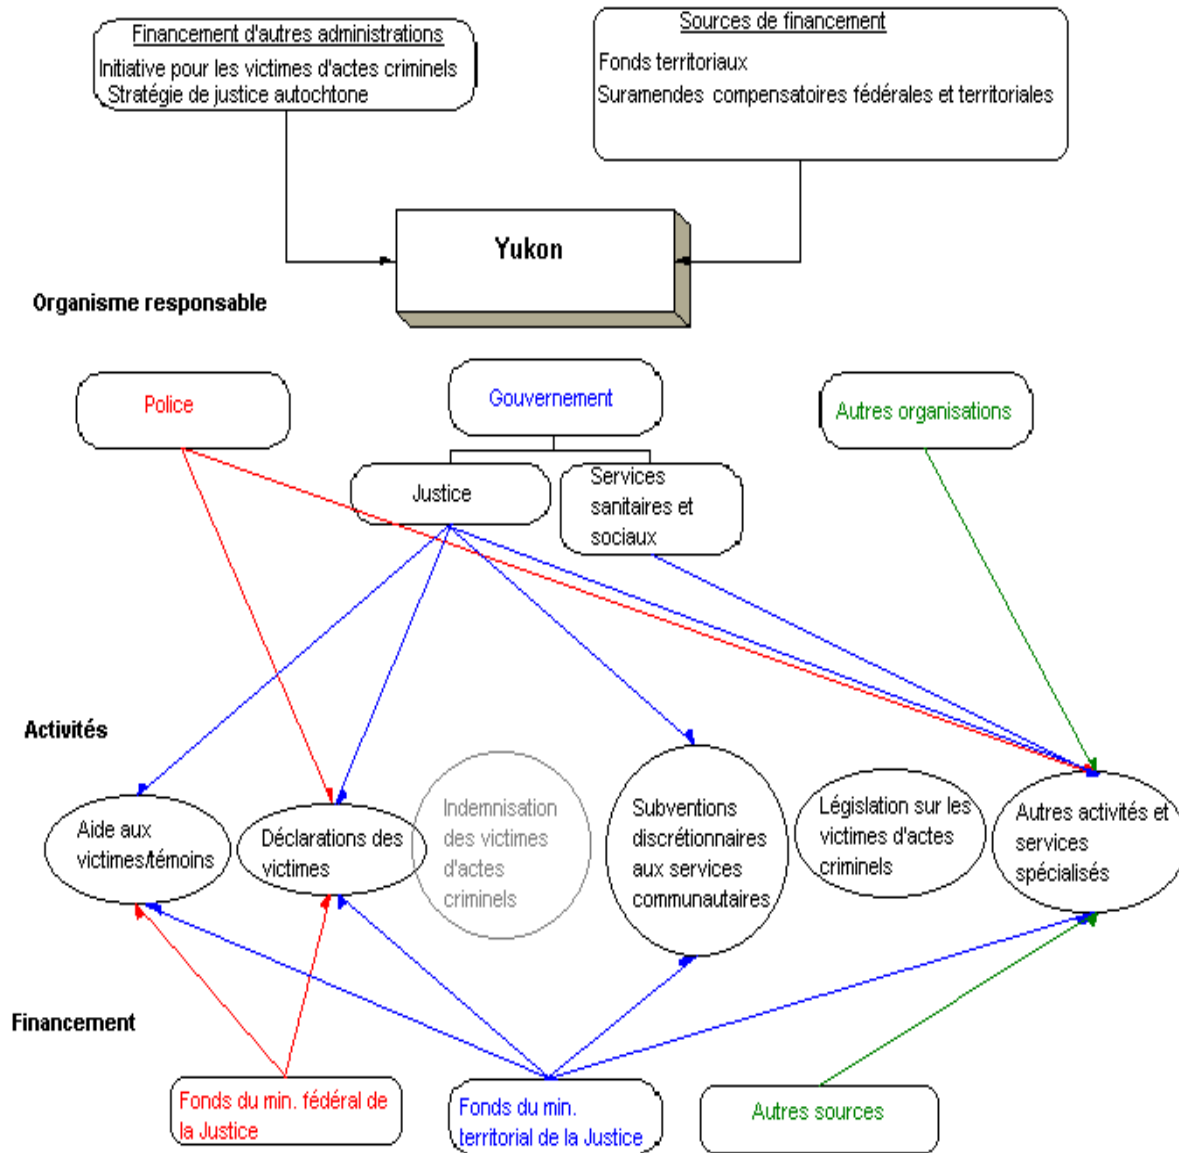 Financement d'autres administrations
Initiative pour les victimes d'actes criminels
Stratégie de justice autochtone
Sources de financement
Fonds territoriaux
Suramendes compensatoires fédérales et territoriales
Yukon
Organisme responsable
Police
Gouvernement
Autres organisations
Justice
Services
sanitaires et
sociaux
Activités
Aide aux
victimes/témoins
Déclarations des
victimes
Indemnisation
des victimes
d'actes
criminels
Subventions
discrétionnaires
aux services
communautaires
Législation sur les
victimes d'actes
criminels
Autres activités et
services
spécialisés
Financement
Fonds du min. fédéral de
la Justice
Fonds du min.
territorial de la Justice
Autres sources